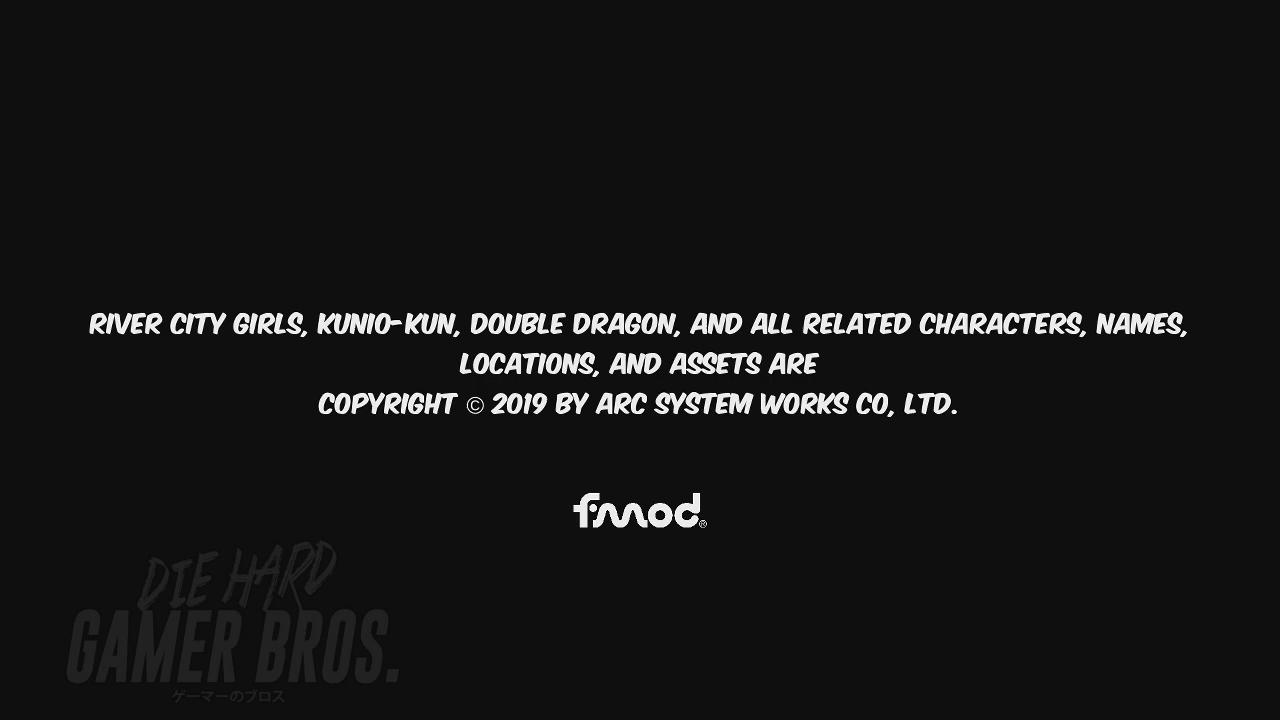 RIVER CITY GIRLS, KUNIO-KUN, DOUBLE DRAGON, AND ALL RELATED CHARACTERS, NAMES,
LOCATIONS, AND ASSETS ARE
COPYRIGHT © 2019 BY ARC SYSTEM WORKS CO, LTD.
fmod®
DIE HARD
GAMER BROS.
ゲーマーのブロス